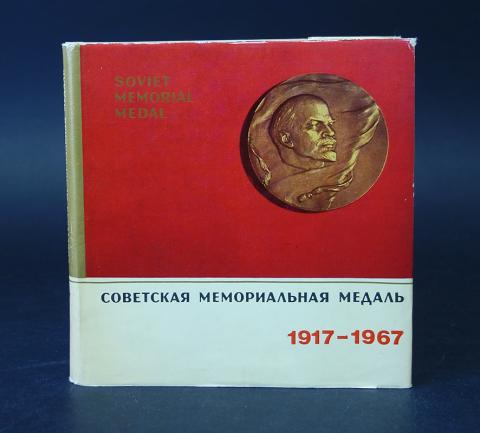 SOVIET
MEMORIAL
MEDAL
СОВЕТСКАЯ МЕМОРИАЛЬНАЯ МЕДАЛЬ
1917–1967